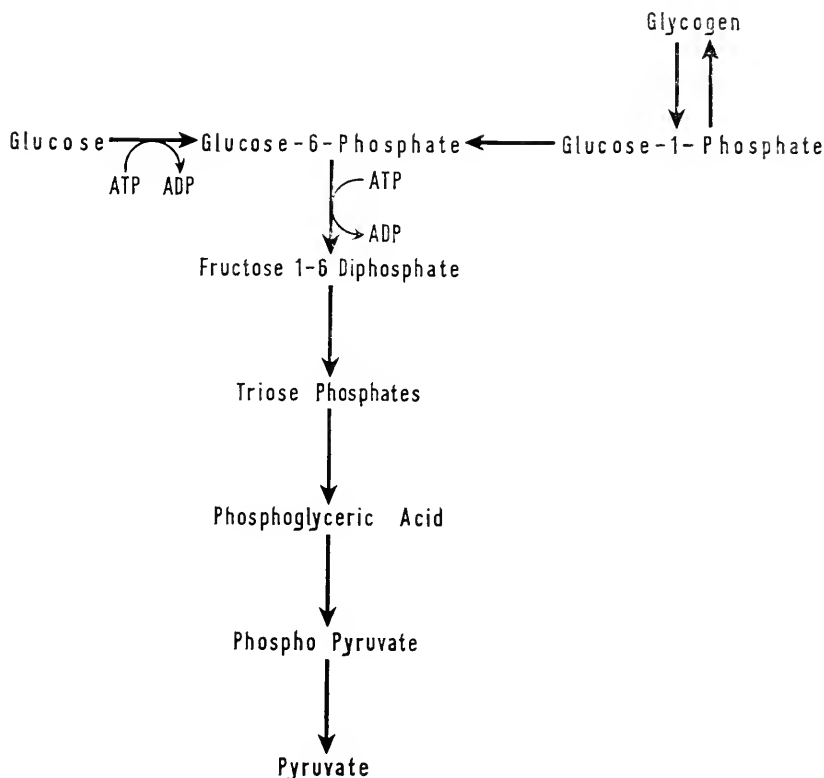 Glycogen
Glucose Glucose-6-Phosphate Glucose-1-Phosphate
ATP ADP ATP
ADP
Fructose 1-6 Diphosphate
Triose Phosphates
Phosphoglyceric Acid
Phospho Pyruvate
Pyruvate